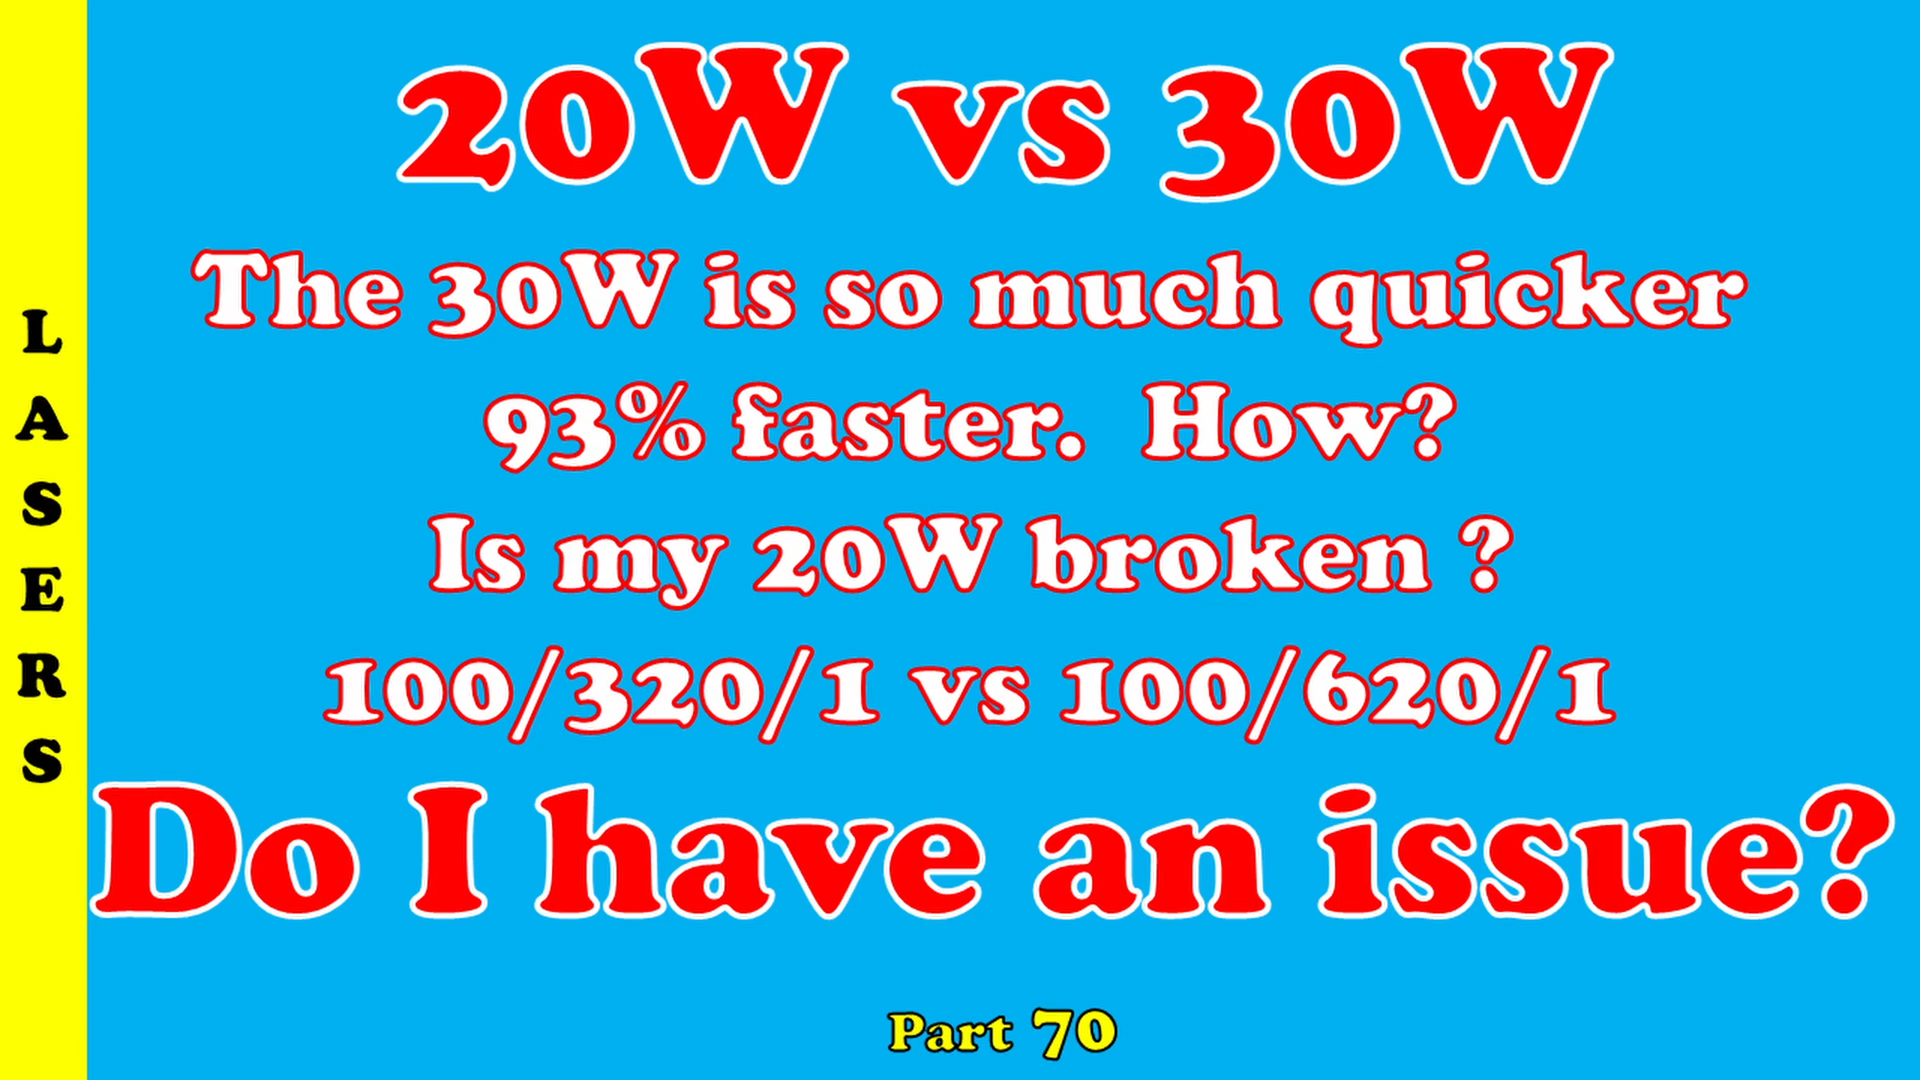 LASERS
20W vs 30W
The 30W is so much quicker
93% faster. How?
Is my 20W broken ?
100/320/1 vs 100/620/1
Do I have an issue?
Part 70